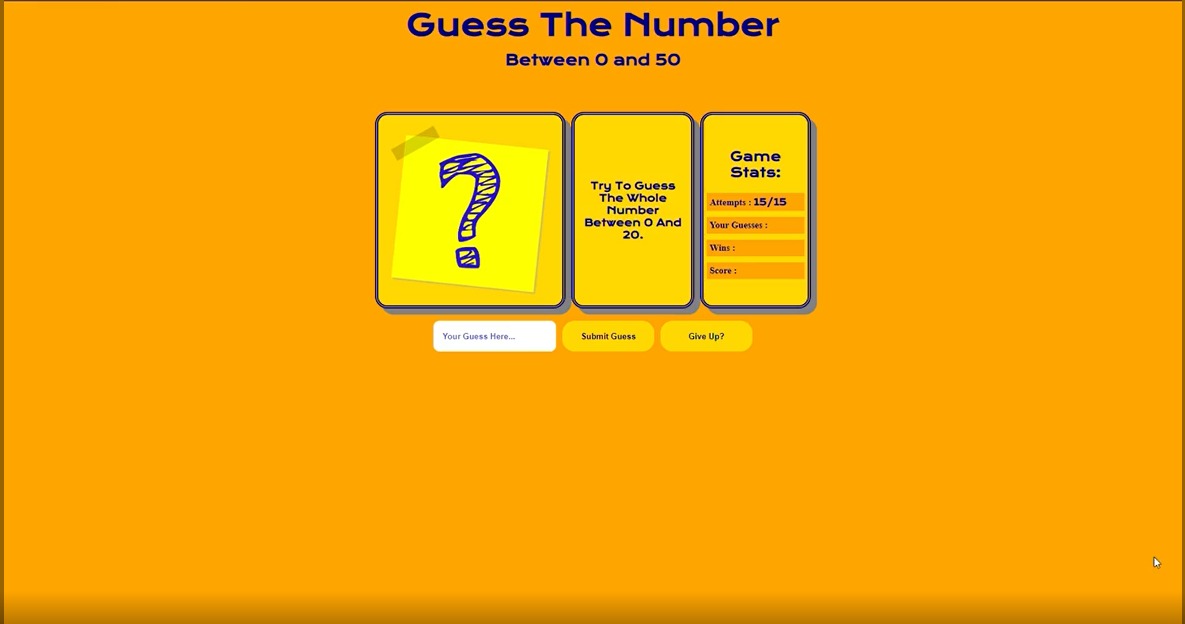 Guess The Number
Between 0 and 50
?
Try To Guess
The Whole
Number
Between 0 And
20.
Game
Stats:
Attempts : 15/15
Your Guesses :
Wins :
Score :
Your Guess Here...
Submit Guess
Give Up?